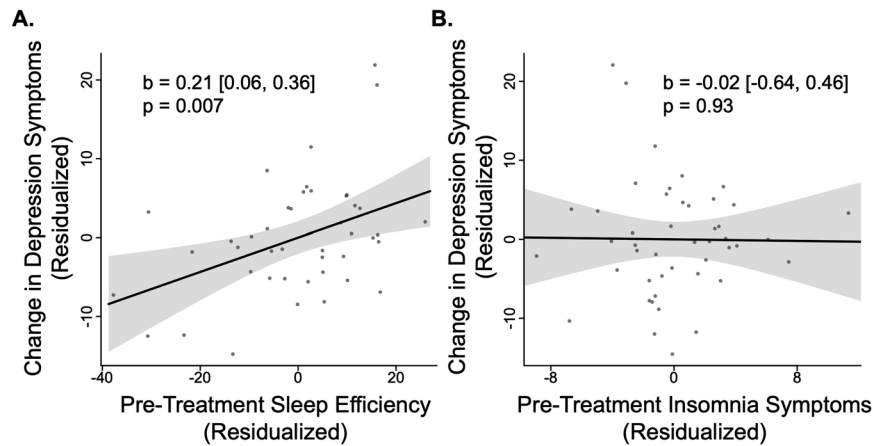 A.
Change in Depression Symptoms
(Residualized)
b = 0.21 [0.06, 0.36]
p = 0.007
20
10
0
-10
-40
-20
0
20
Pre-Treatment Sleep Efficiency
(Residualized)
B.
Change in Depression Symptoms
(Residualized)
b = -0.02 [-0.64, 0.46]
p = 0.93
20
10
0
-10
-8
0
8
Pre-Treatment Insomnia Symptoms
(Residualized)